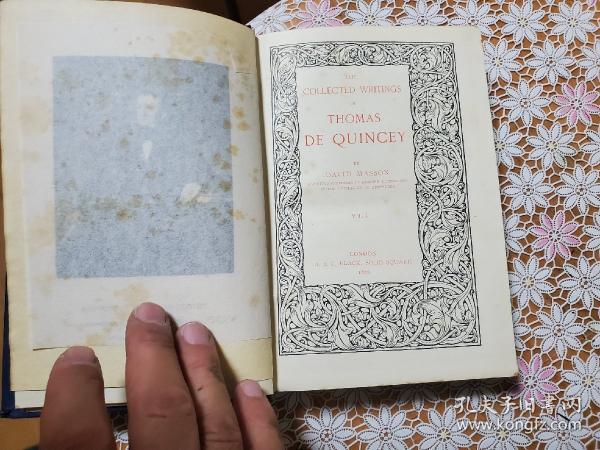 THE
COLLECTED WRITINGS
OF
THOMAS
DE QUINCEY
BY
DAVID MASSON
VOL. I
LONDON
A. & C. BLACK, SOHO SQUARE
孔夫子旧书网
kongfz.com